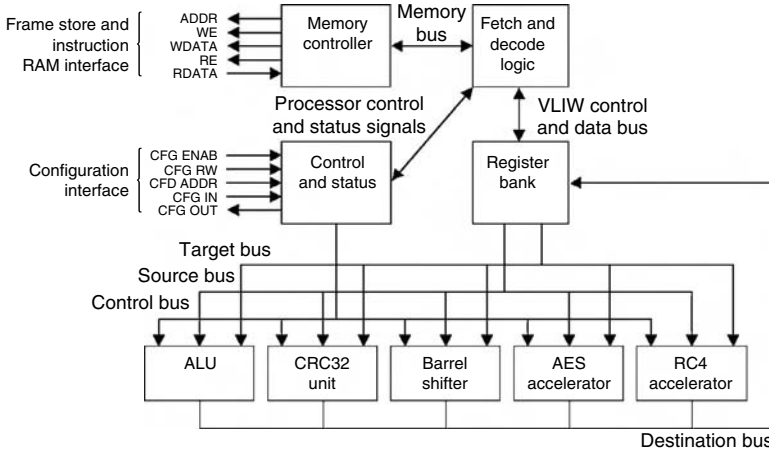 Frame store and
instruction
RAM interface
ADDR
WE
WDATA
RE
RDATA
Memory
controller
Memory
bus
Fetch and
decode
logic
Processor control
and status signals
VLIW control
and data bus
Configuration
interface
CFG ENAB
CFG RW
CFD ADDR
CFG IN
CFG OUT
Control
and status
Register
bank
Target bus
Source bus
Control bus
ALU
CRC32
unit
Barrel
shifter
AES
accelerator
RC4
accelerator
Destination bus